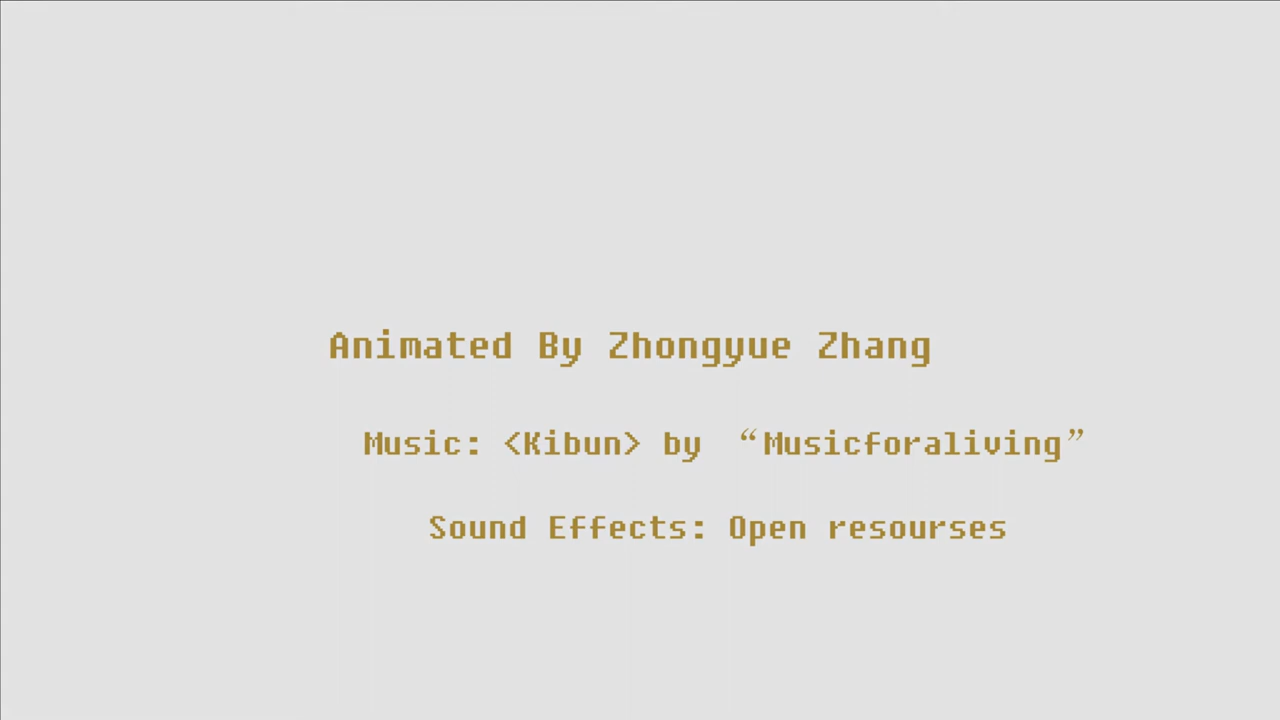 Animated By Zhongyue Zhang
Music: <Kibun> by “Musicforaliving”
Sound Effects: Open resourses